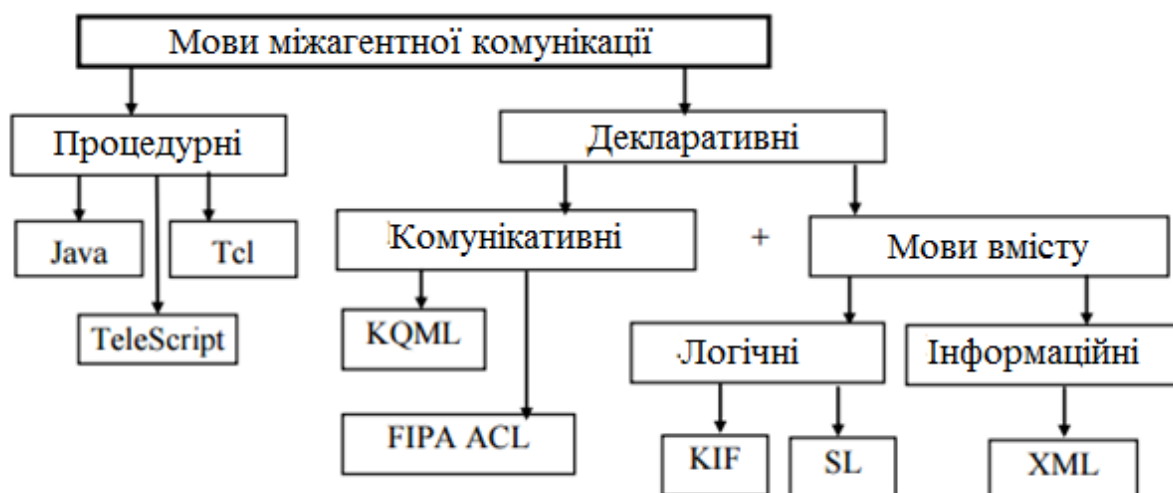 Мови міжагентної комунікації
Процедурні
Декларативні
Java
Tcl
TeleScript
Комунікативні
+
Мови вмісту
KQML
FIPA ACL
Логічні
Інформаційні
KIF
SL
XML